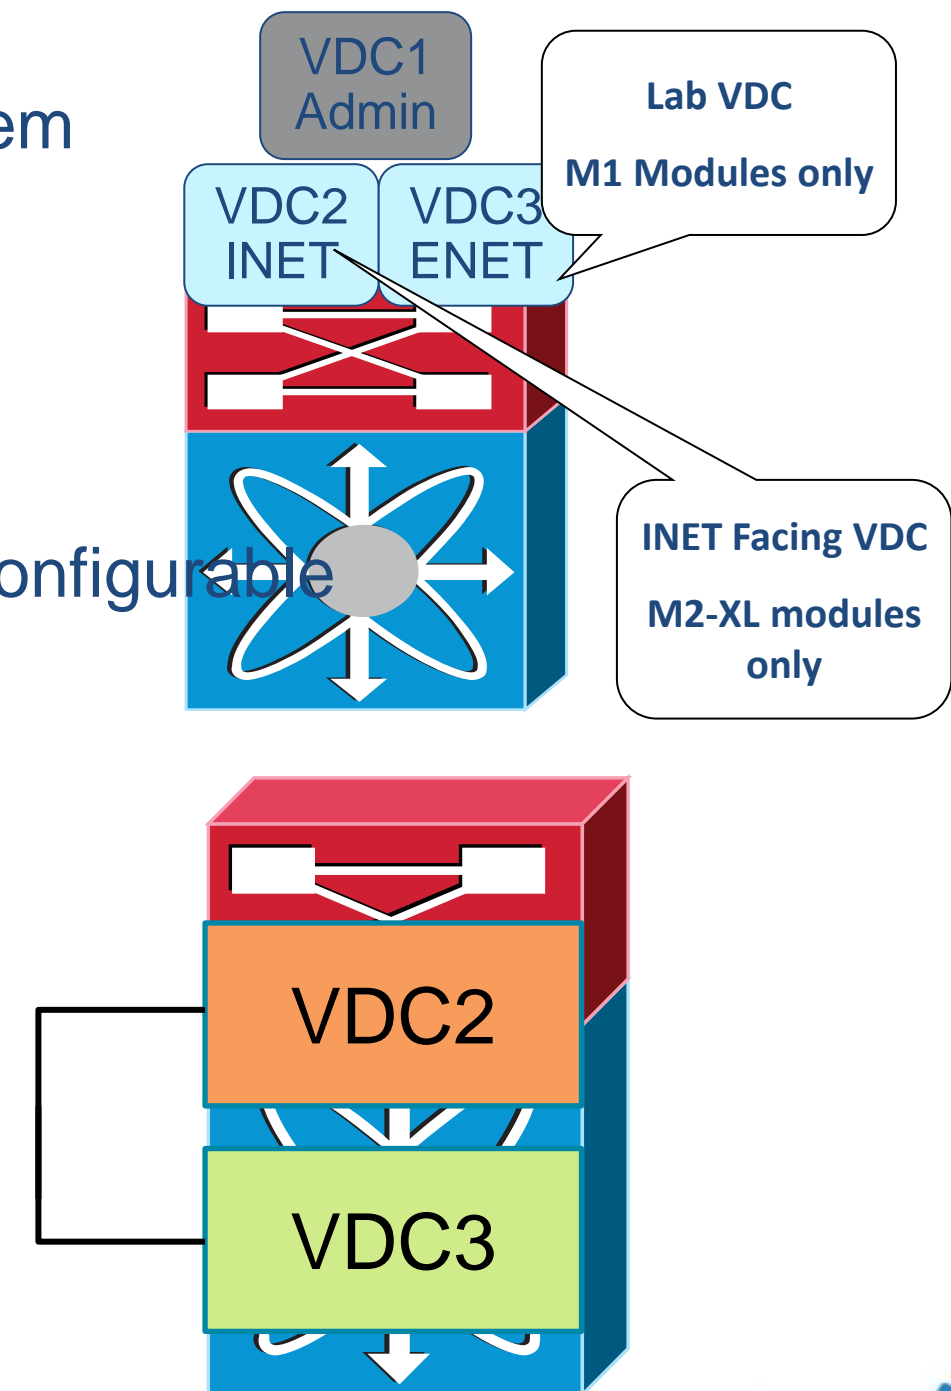 VDC1
Admin
em
Lab VDC
M1 Modules only
VDC2
INET
VDC3
ENET
INET Facing VDC
M2-XL modules
only
onfigurable
VDC2
VDC3